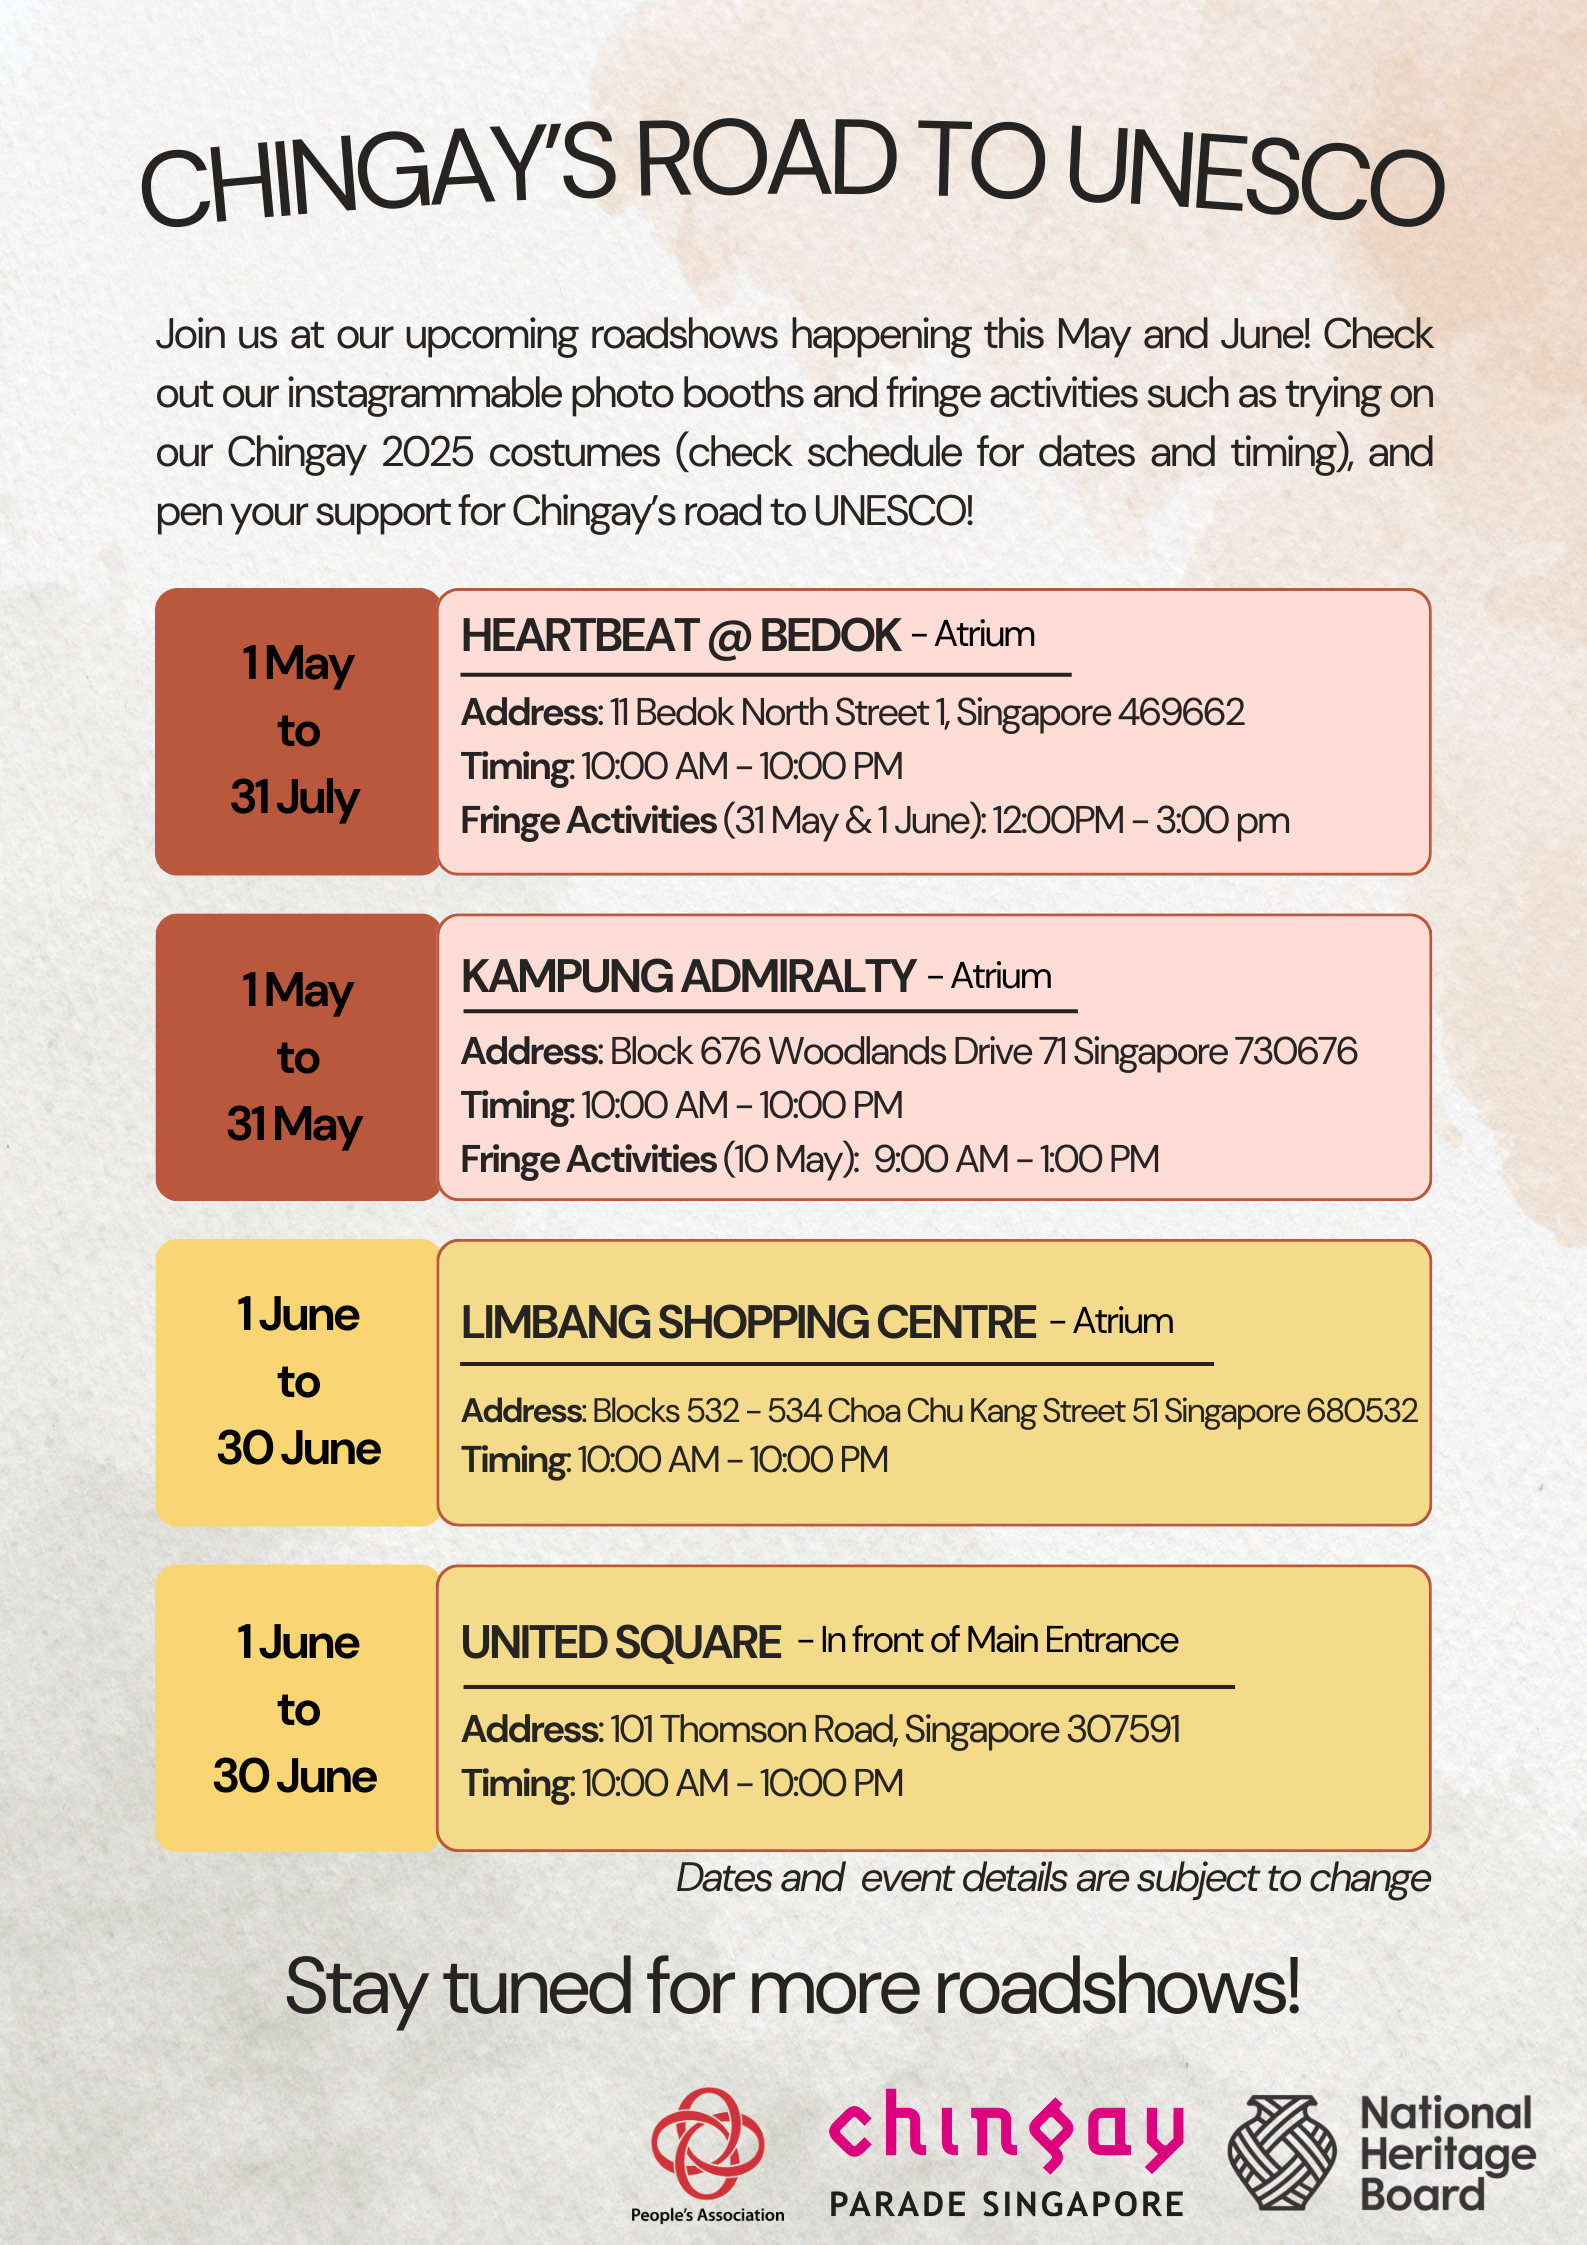 CHINGAY'S ROAD TO UNESCO
Join us at our upcoming roadshows happening this May and June! Check
out our instagrammable photo booths and fringe activities such as trying on
our Chingay 2025 costumes (check schedule for dates and timing), and
pen your support for Chingay's road to UNESCO!
1 May
to
31 July
HEARTBEAT @ BEDOK - Atrium
Address: 11 Bedok North Street 1, Singapore 469662
Timing: 10:00 AM - 10:00 PM
Fringe Activities (31 May & 1 June): 12:00PM - 3:00 pm
1 May
to
31 May
KAMPUNG ADMIRALTY - Atrium
Address: Block 676 Woodlands Drive 71 Singapore 730676
Timing: 10:00 AM - 10:00 PM
Fringe Activities (10 May): 9:00 AM - 1:00 PM
1 June
to
30 June
LIMBANG SHOPPING CENTRE - Atrium
Address: Blocks 532 - 534 Choa Chu Kang Street 51 Singapore 680532
Timing: 10:00 AM - 10:00 PM
1 June
to
30 June
UNITED SQUARE - In front of Main Entrance
Address: 101 Thomson Road, Singapore 307591
Timing: 10:00 AM - 10:00 PM
Dates and event details are subject to change
Stay tuned for more roadshows!
People's Association
chingay
PARADE SINGAPORE
National
Heritage
Board